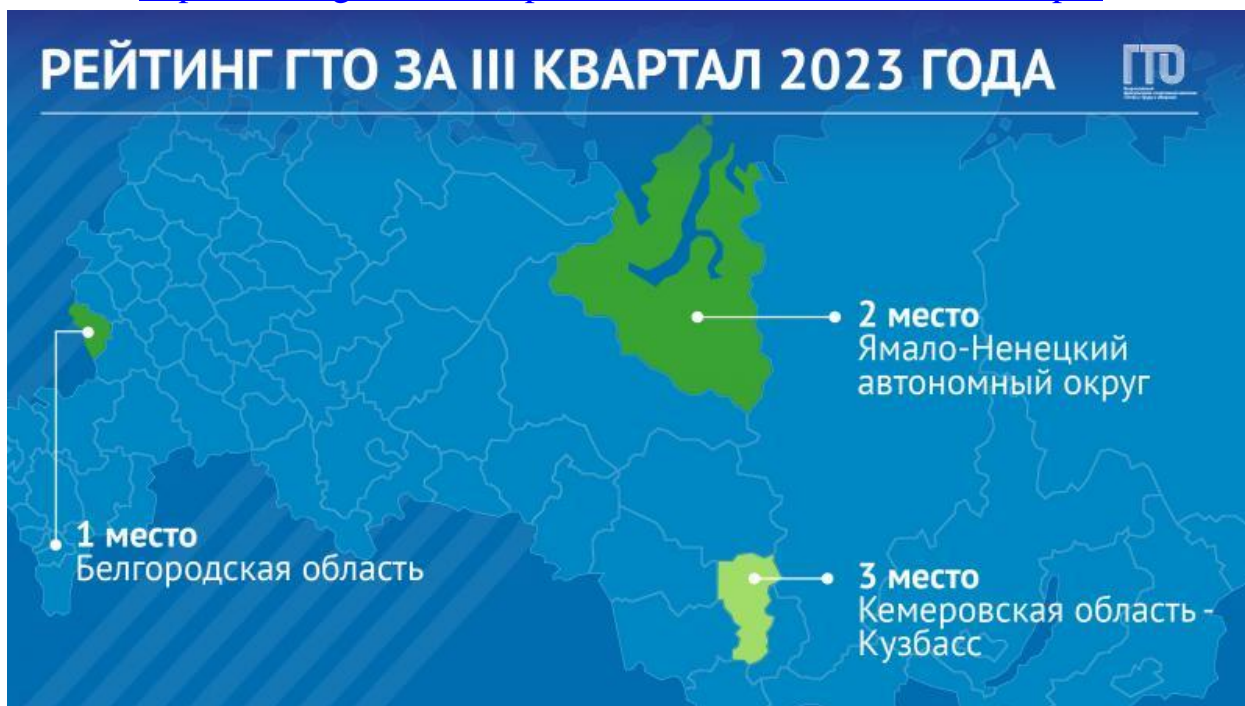 РЕЙТИНГ ГТО ЗА III КВАРТАЛ 2023 ГОДА
ГТО
2 место
Ямало-Ненецкий
автономный округ
1 место
Белгородская область
3 место
Кемеровская область -
Кузбасс